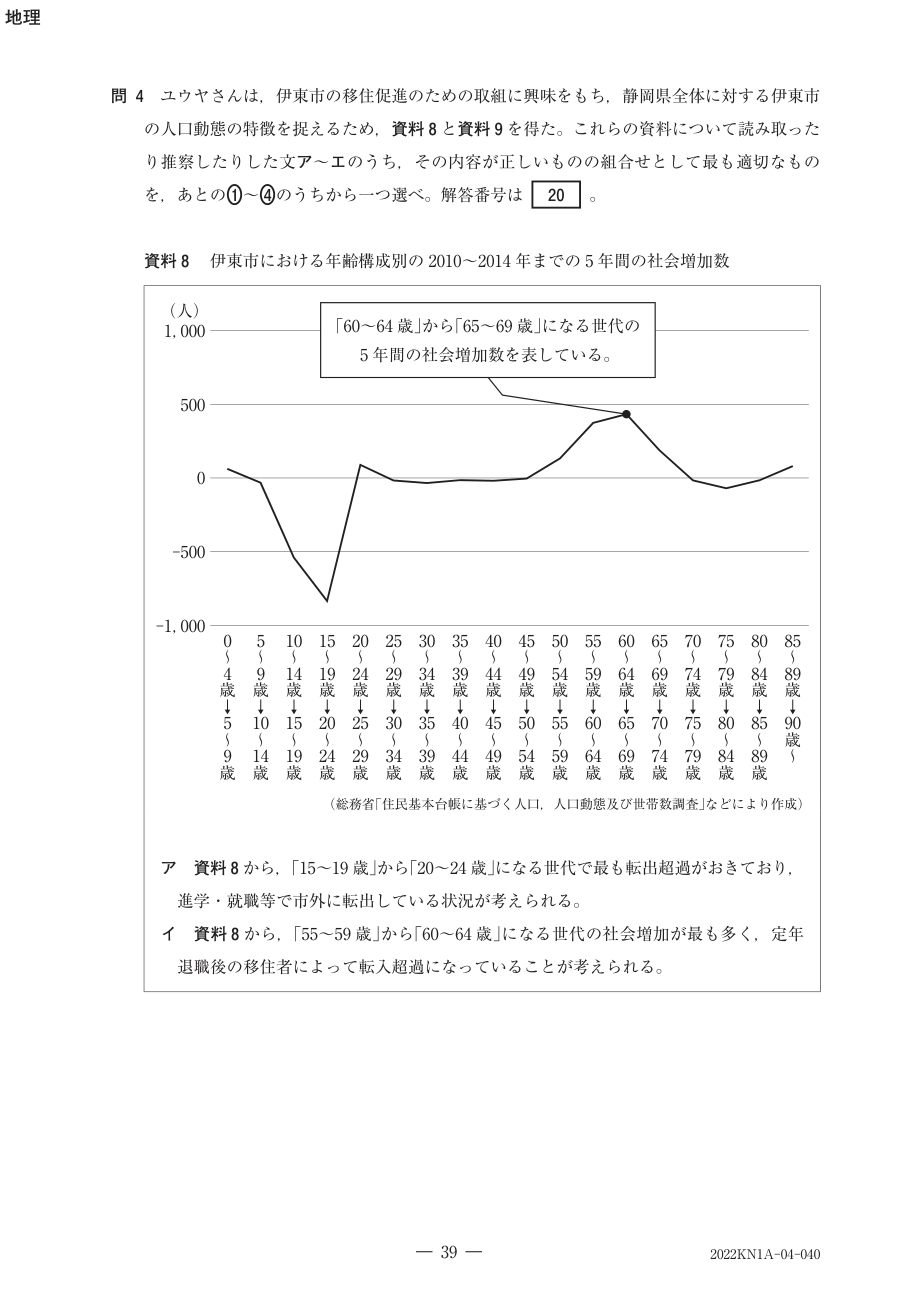 地理
問 4 ユウヤさんは，伊東市の移住促進のための取組に興味をもち，静岡県全体に対する伊東市
の人口動態の特徴を捉えるため，資料 8 と資料 9 を得た。これらの資料について読み取った
り推察したりした文ア～エのうち，その内容が正しいものの組合せとして最も適切なもの
を，あとの①～④のうちから一つ選べ。解答番号は 20 。
資料 8 伊東市における年齢構成別の 2010～2014 年までの 5 年間の社会増加数
（人）
「60～64 歳」から「65～69 歳」になる世代の
5 年間の社会増加数を表している。
1,000
500
0
-500
-1,000
0～4歳→5～9歳
5～9歳→10～14歳
10～14歳→15～19歳
15～19歳→20～24歳
20～24歳→25～29歳
25～29歳→30～34歳
30～34歳→35～39歳
35～39歳→40～44歳
40～44歳→45～49歳
45～49歳→50～54歳
50～54歳→55～59歳
55～59歳→60～64歳
60～64歳→65～69歳
65～69歳→70～74歳
70～74歳→75～79歳
75～79歳→80～84歳
80～84歳→85～89歳
85～89歳→90歳～
（総務省「住民基本台帳に基づく人口，人口動態及び世帯数調査」などにより作成）
ア 資料 8 から，「15～19 歳」から「20～24 歳」になる世代で最も転出超過がおきており，
進学・就職等で市外に転出している状況が考えられる。
イ 資料 8 から，「55～59 歳」から「60～64 歳」になる世代の社会増加が最も多く，定年
退職後の移住者によって転入超過になっていることが考えられる。
― 39 ―
2022KN1A-04-040